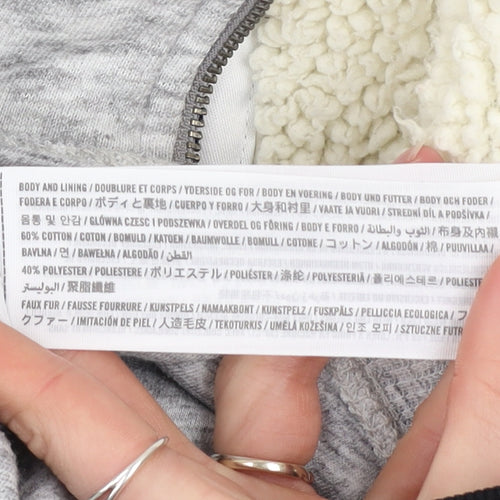 BODY AND LINING / DOUBLURE ET CORPS / YDERSIDE OG FOR / BODY EN VOERING / BODY UND FUTTER / BODY OCH FODER /
FODERA E CORPO / ボディと裏地 / CUERPO Y FORRO / 大身和衬里 / VAATE JA VUORI / STREDNÍ DÍL A PODŠÍVKA /
몸통 및 안감 / GŁÓWNA CZESC I PODSZEWKA / OVERDEL OG FÔRING / BODY E FORRO / الثوب والبطانة / 布身及內襯
60% COTTON / COTON / BOMULD / KATOEN / BAUMWOLLE / BOMULL / COTONE / コットン / ALGODÓN / 棉 / PUUVILLA /
BAVLNA / 면 / BAWEŁNA / ALGODÃO / القطن
40% POLYESTER / POLIESTERE / ポリエステル / POLIÉSTER / 涤纶 / POLYESTERIÄ / 폴리에스테르 / POLIESTE
البوليستر / 聚脂纖維
FAUX FUR / FAUSSE FOURRURE / KUNSTPELS / NAMAAKBONT / KUNSTPELZ / FUSKPÄLS / PELLICCIA ECOLOGICA / フ
クファー / IMITACIÓN DE PIEL / 人造毛皮 / TEKOTURKIS / UMĚLÁ KOŽEŠINA / 인조 모피 / SZTUCZNE FUTR